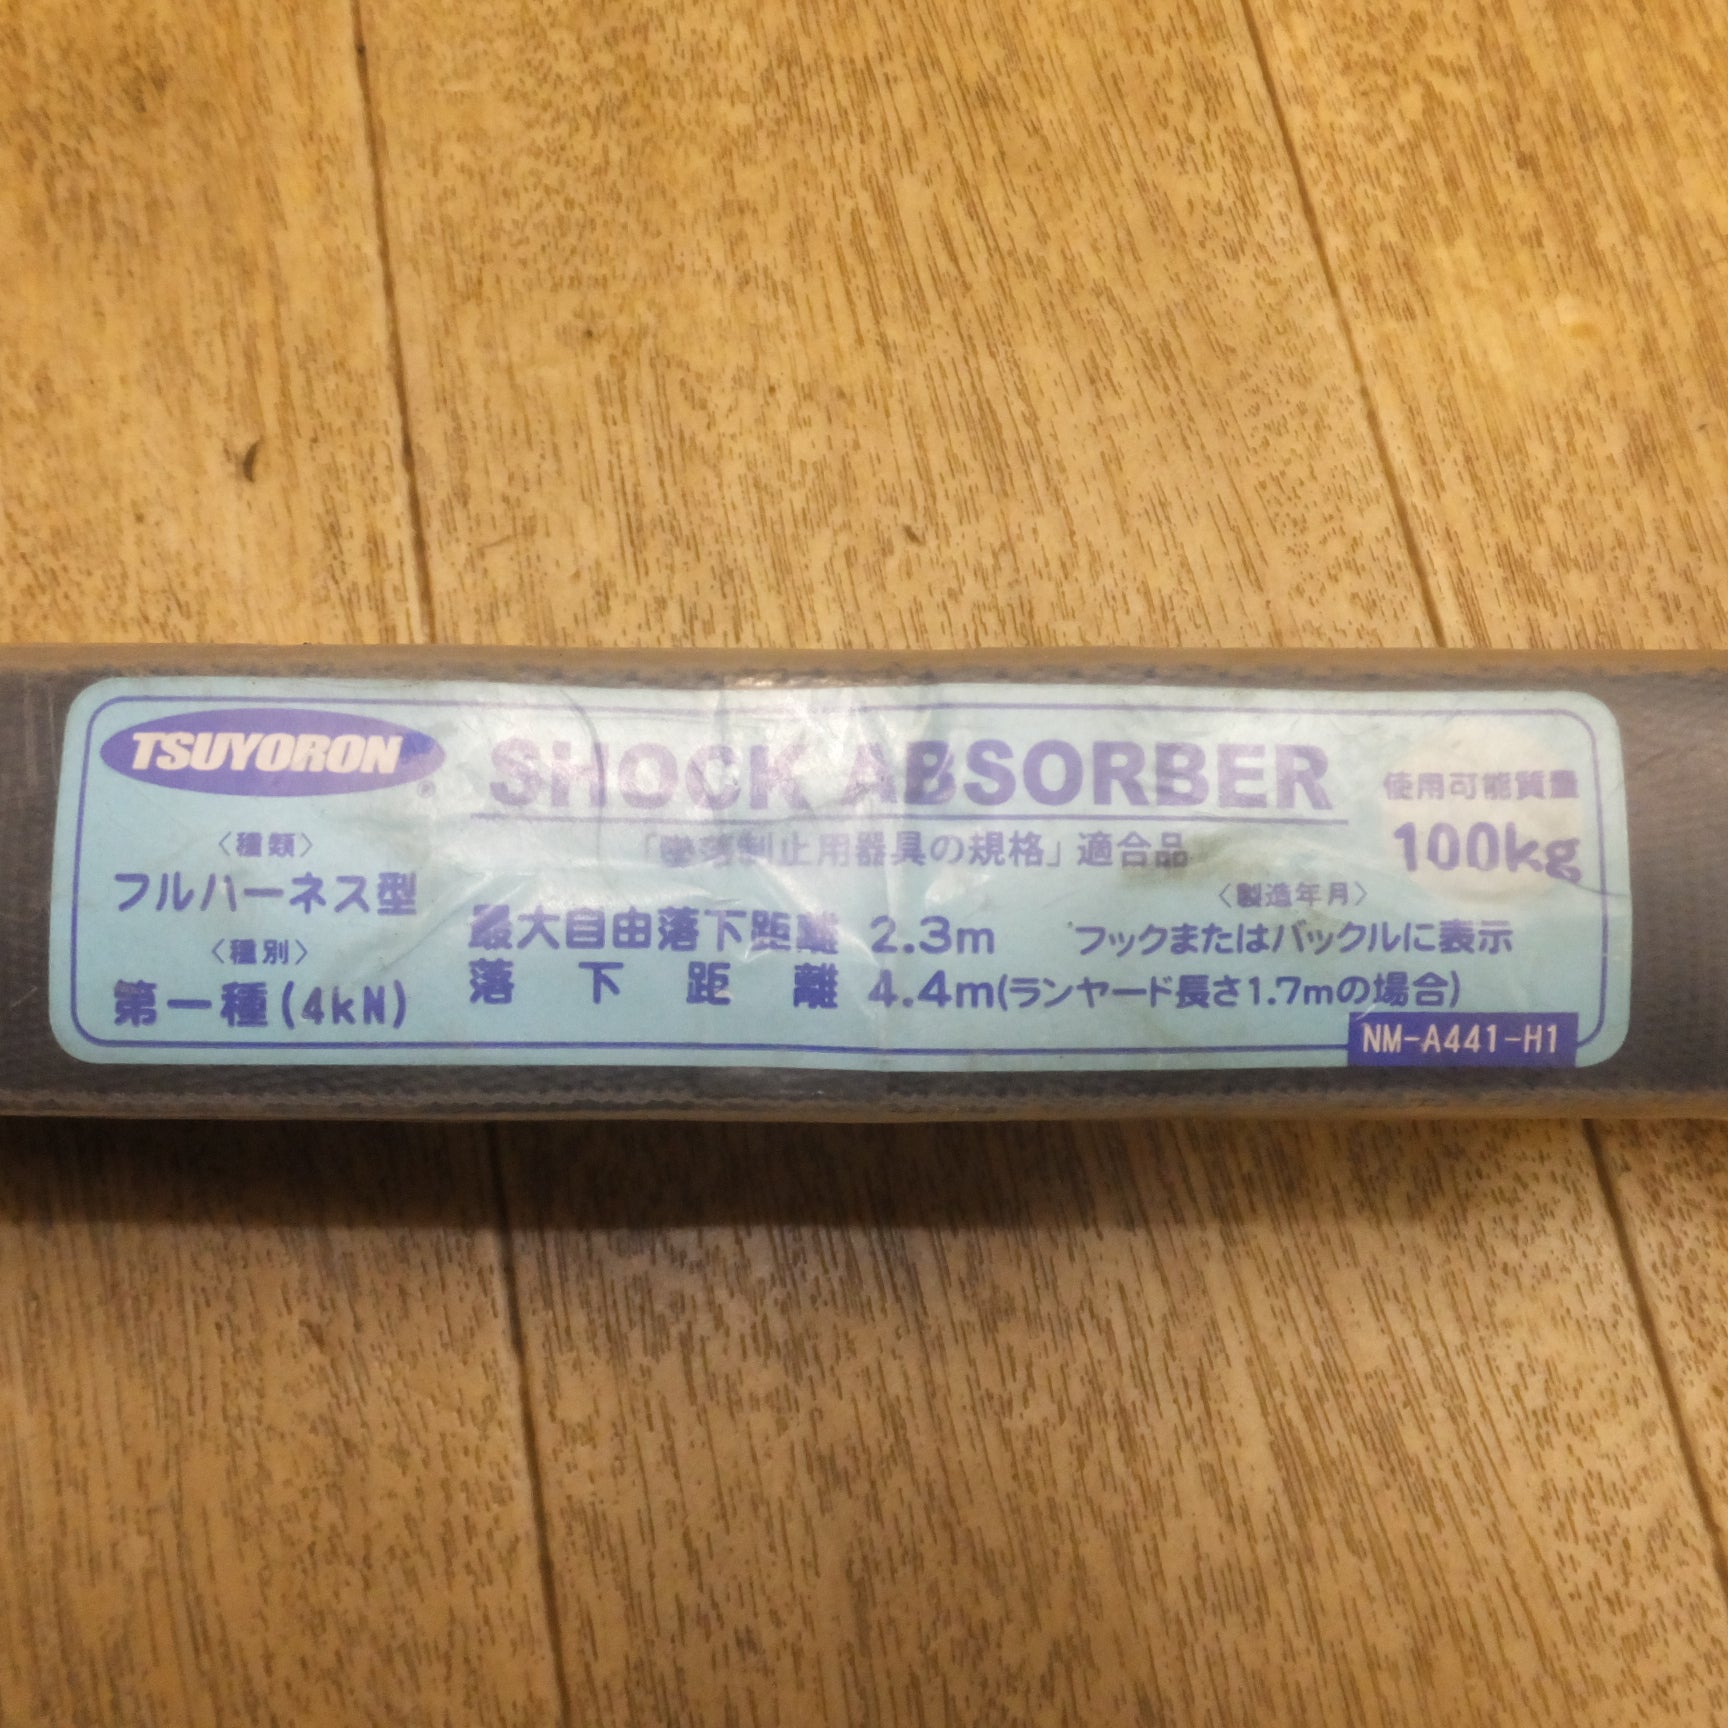 TSUYORON®
SHOCK ABSORBER
使用可能質量
100kg
「墜落制止用器具の規格」適合品
〈種類〉
フルハーネス型
〈種別〉
第一種(4kN)
最大自由落下距離 2.3m
落下距離 4.4m(ランヤード長さ1.7mの場合)
〈製造年月〉
フックまたはバックルに表示
NM-A441-H1